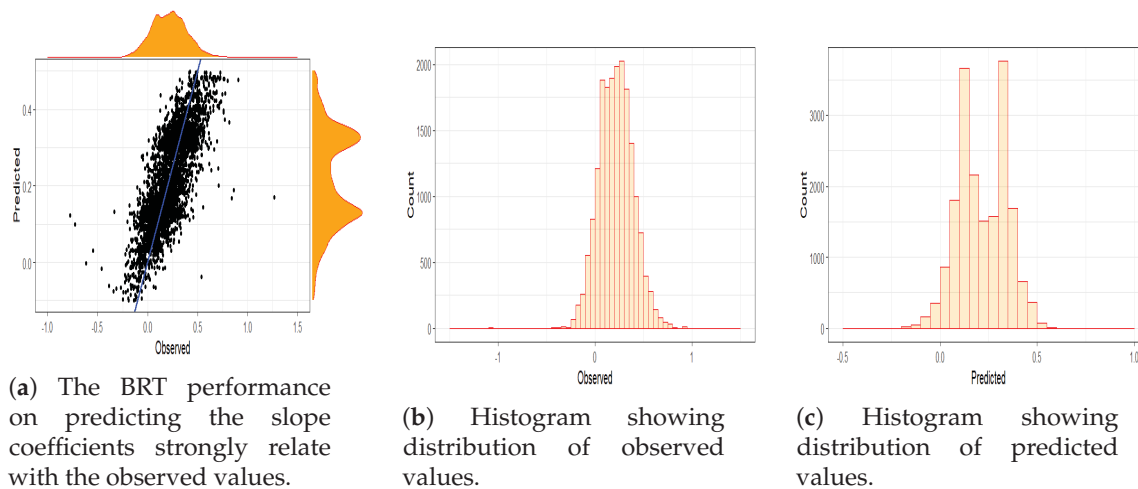 0.4
0.2
0.0
Predicted
-1.0
-0.5
0.0
0.5
1.0
1.5
Observed
(a) The BRT performance
on predicting the slope
coefficients strongly relate
with the observed values.
2000
1500
1000
500
0
Count
-1
0
1
Observed
(b) Histogram showing
distribution of observed
values.
3000
2000
1000
0
Count
-0.5
0.0
0.5
1.0
Predicted
(c) Histogram showing
distribution of predicted
values.